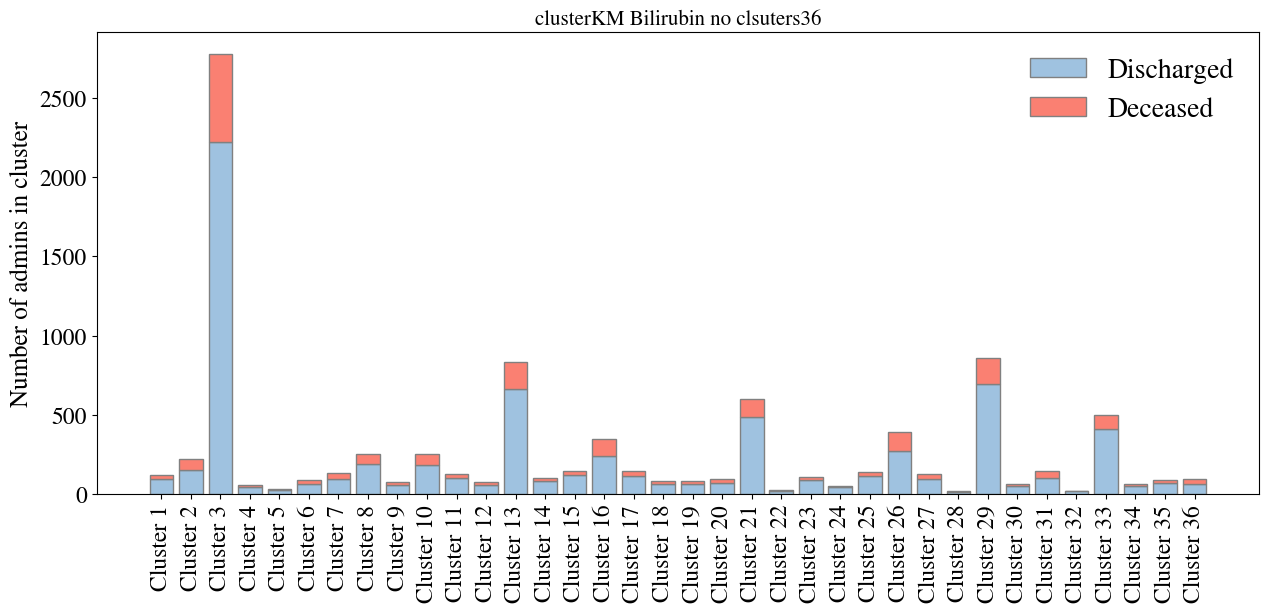 clusterKM Bilirubin no clsuters36
Discharged
Deceased
Number of admins in cluster
2500
2000
1500
1000
500
0
Cluster 1
Cluster 2
Cluster 3
Cluster 4
Cluster 5
Cluster 6
Cluster 7
Cluster 8
Cluster 9
Cluster 10
Cluster 11
Cluster 12
Cluster 13
Cluster 14
Cluster 15
Cluster 16
Cluster 17
Cluster 18
Cluster 19
Cluster 20
Cluster 21
Cluster 22
Cluster 23
Cluster 24
Cluster 25
Cluster 26
Cluster 27
Cluster 28
Cluster 29
Cluster 30
Cluster 31
Cluster 32
Cluster 33
Cluster 34
Cluster 35
Cluster 36